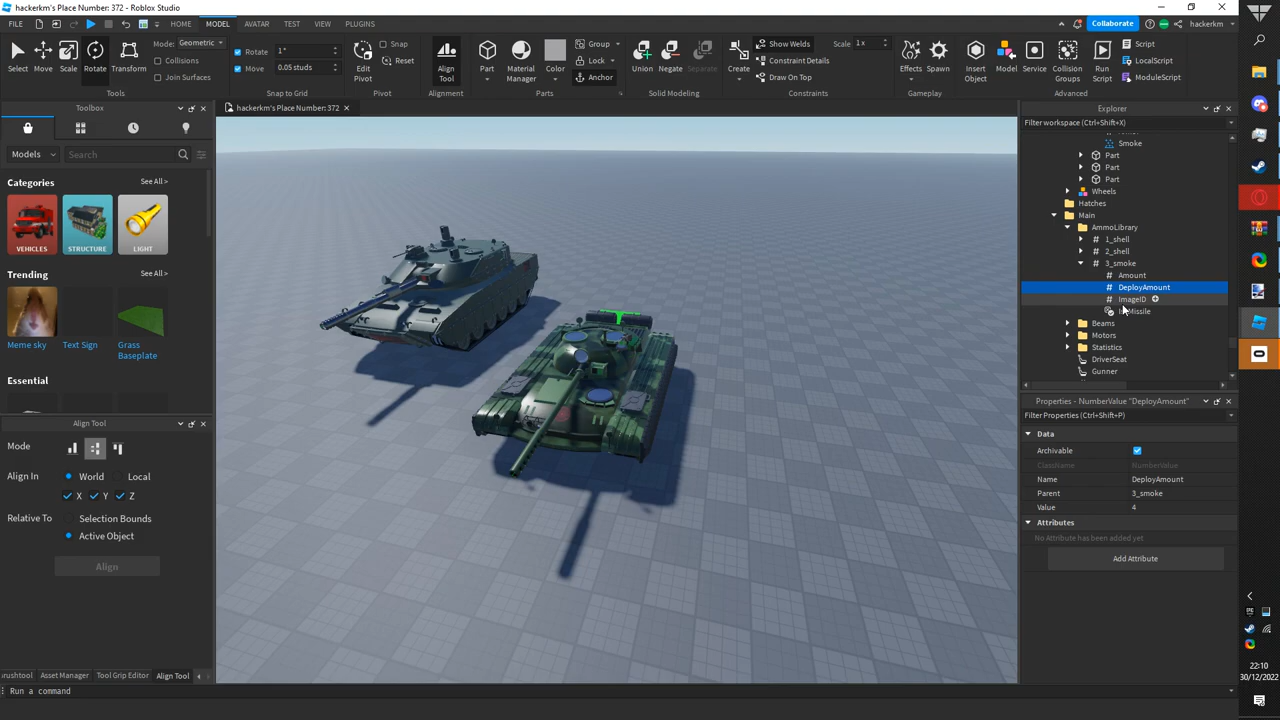 hackerkm's Place Number: 372 - Roblox Studio
FILE HOME MODEL AVATAR TEST VIEW PLUGINS Collaborate hackerkm
Select Move Scale Rotate Transform
Mode: Geometric
Collisions
Join Surfaces
Tools
Rotate 1°
Move 0.05 studs
Snap to Grid
Edit Pivot
Snap
Reset
Pivot
Align Tool
Alignment
Part
Material Manager
Color
Group
Lock
Anchor
Parts
Union Negate Separate
Solid Modeling
Create
Show Welds
Constraint Details
Draw On Top
Scale 1x
Constraints
Effects Spawn
Gameplay
Insert Object
Model Service
Collision Groups
Run Script
Script
LocalScript
ModuleScript
Advanced
Toolbox
hackerkm's Place Number: 372
Models Search
Categories See All >
VEHICLES STRUCTURE LIGHT
Trending See All >
Meme sky Text Sign Grass Baseplate
Essential See All >
Align Tool
Mode
Align In World Local
X Y Z
Relative To Selection Bounds
Active Object
Align
Asset Manager Tool Grip Editor Align Tool
Run a command
Explorer
Filter workspace (Ctrl+Shift+X)
Smoke
Part
Part
Part
Wheels
Hatches
Main
AmmoLibrary
1_shell
2_shell
3_smoke
Amount
DeployAmount
ImageID
Missile
Beams
Motors
Statistics
DriverSeat
Gunner
Properties - NumberValue "DeployAmount"
Filter Properties (Ctrl+Shift+P)
Data
Archivable
ClassName NumberValue
Name DeployAmount
Parent 3_smoke
Value 4
Attributes
No Attribute has been added yet
Add Attribute
22:10
30/12/2022